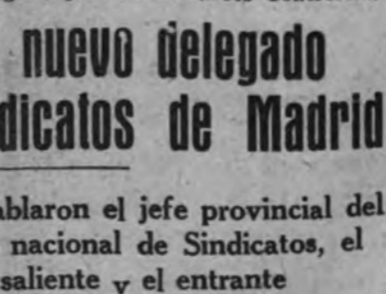 nuevo delegado
dicatos de Madrid
ablaron el jefe provincial del
nacional de Sindicatos, el
saliente y el entrante